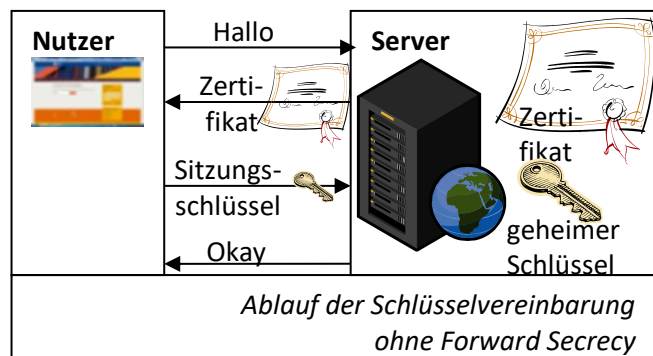 Nutzer
Hallo
Server
Zerti-
fikat
Zerti-
fikat
Sitzungs-
schlüssel
geheimer
Schlüssel
Okay
Ablauf der Schlüsselvereinbarung
ohne Forward Secrecy